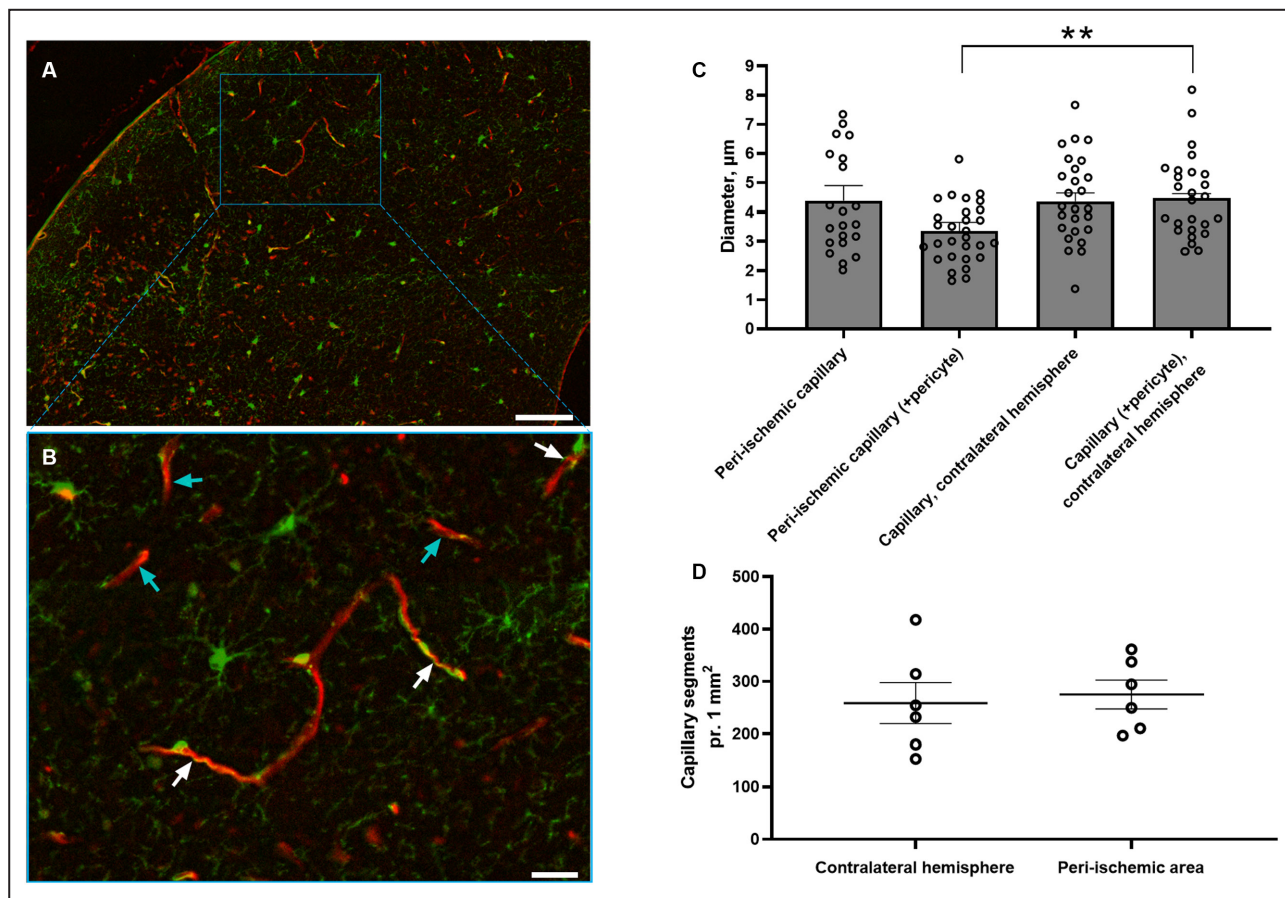 A
B
C
**
Diameter, µm
9
8
7
6
5
4
3
2
1
0
Peri-ischemic capillary
Peri-ischemic capillary (+pericyte)
Capillary, contralateral hemisphere
Capillary (+pericyte),
contralateral hemisphere
D
Capillary segments
pr. 1 mm²
500
400
300
200
100
0
Contralateral hemisphere
Peri-ischemic area